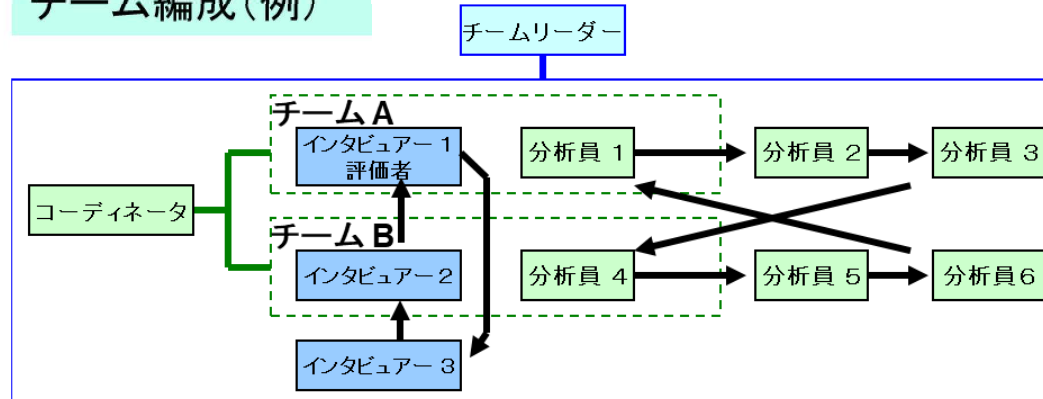 チーム編成(例)
チームリーダー
チーム A
インタビュアー 1
評価者
分析員 1
分析員 2
分析員 3
コーディネータ
チーム B
インタビュアー 2
分析員 4
分析員 5
分析員6
インタビュアー 3